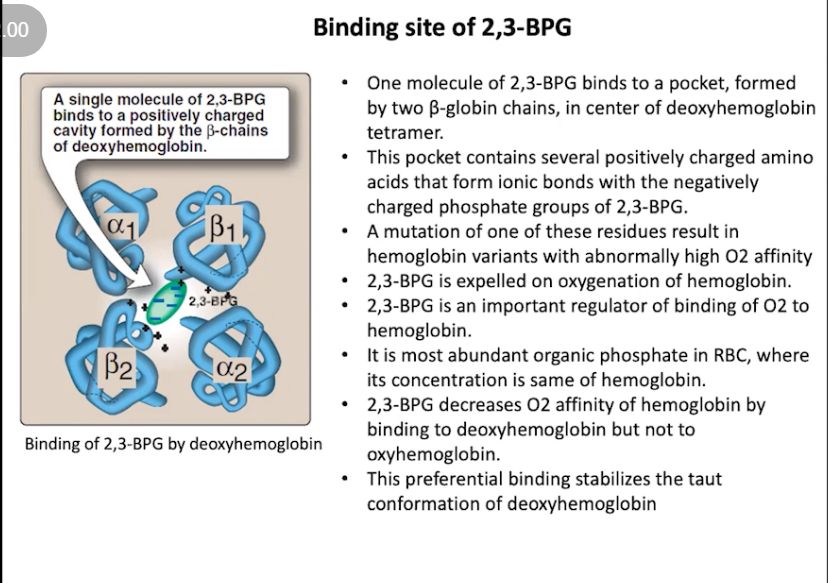 .00
Binding site of 2,3-BPG
A single molecule of 2,3-BPG
binds to a positively charged
cavity formed by the β-chains
of deoxyhemoglobin.
α1
β1
2,3-BPG
β2
α2
Binding of 2,3-BPG by deoxyhemoglobin
• One molecule of 2,3-BPG binds to a pocket, formed
by two β-globin chains, in center of deoxyhemoglobin
tetramer.
• This pocket contains several positively charged amino
acids that form ionic bonds with the negatively
charged phosphate groups of 2,3-BPG.
• A mutation of one of these residues result in
hemoglobin variants with abnormally high O2 affinity
• 2,3-BPG is expelled on oxygenation of hemoglobin.
• 2,3-BPG is an important regulator of binding of O2 to
hemoglobin.
• It is most abundant organic phosphate in RBC, where
its concentration is same of hemoglobin.
• 2,3-BPG decreases O2 affinity of hemoglobin by
binding to deoxyhemoglobin but not to
oxyhemoglobin.
• This preferential binding stabilizes the taut
conformation of deoxyhemoglobin